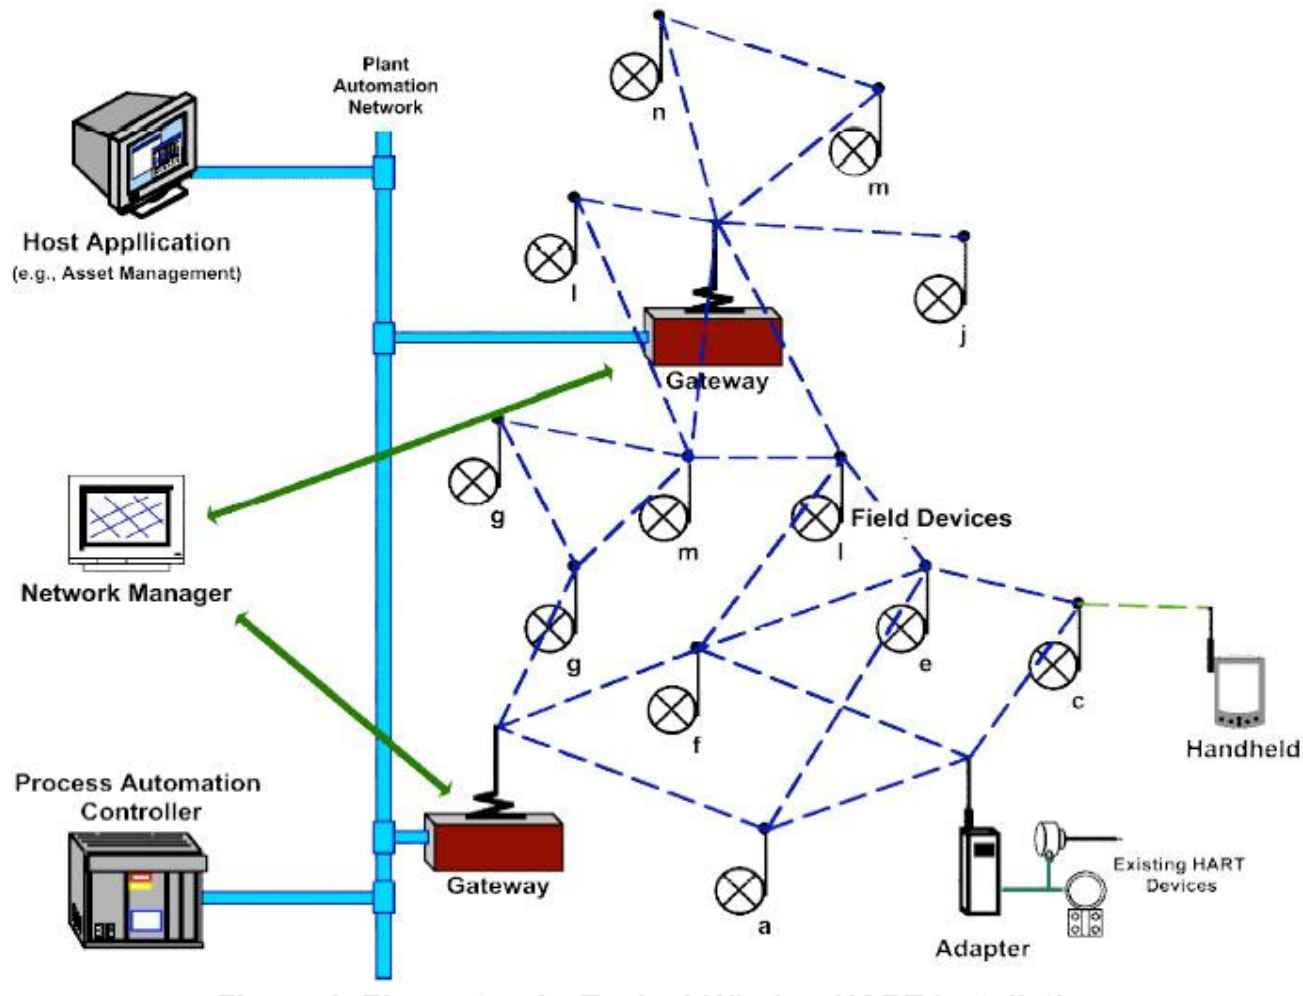 Plant
Automation
Network
n
m
Host Appllication
(e.g., Asset Management)
l
j
Gateway
g
m
l
Field Devices
Network Manager
g
e
c
f
Handheld
Process Automation
Controller
Gateway
a
Existing HART
Devices
Adapter